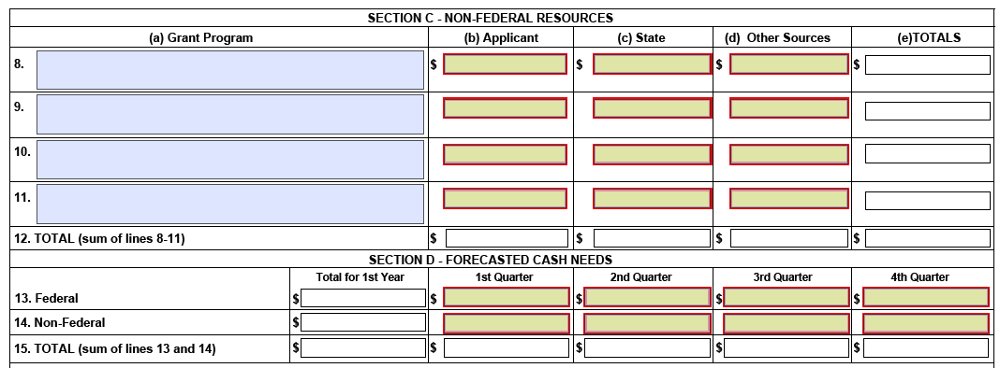 SECTION C - NON-FEDERAL RESOURCES
(a) Grant Program (b) Applicant (c) State (d) Other Sources (e)TOTALS
8. $ $ $ $
9.
10.
11.
12. TOTAL (sum of lines 8-11) $ $ $ $
SECTION D - FORECASTED CASH NEEDS
Total for 1st Year 1st Quarter 2nd Quarter 3rd Quarter 4th Quarter
13. Federal $ $ $ $ $
14. Non-Federal $
15. TOTAL (sum of lines 13 and 14) $ $ $ $ $